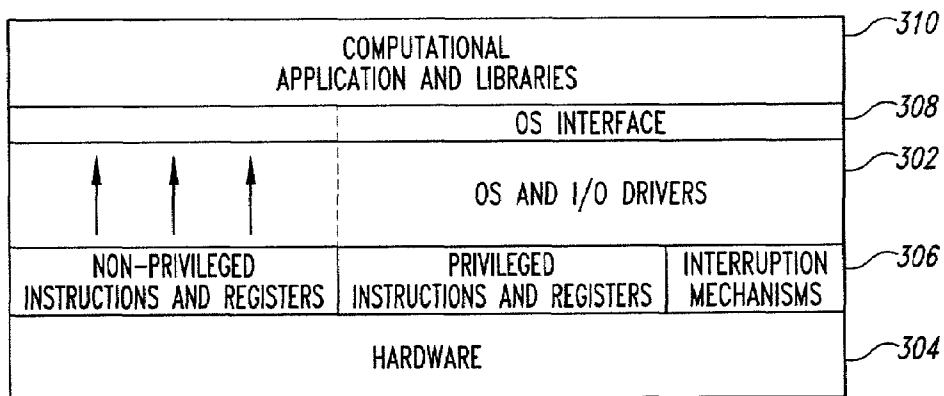 310
COMPUTATIONAL
APPLICATION AND LIBRARIES
308
OS INTERFACE
302
OS AND I/O DRIVERS
NON-PRIVILEGED
INSTRUCTIONS AND REGISTERS
PRIVILEGED
INSTRUCTIONS AND REGISTERS
INTERRUPTION
MECHANISMS
306
HARDWARE
304